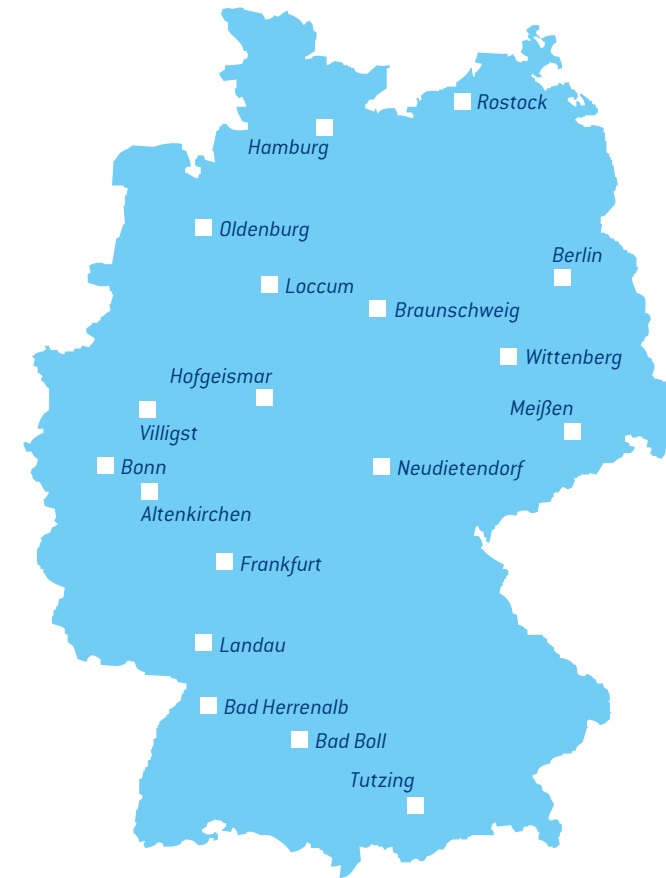 Rostock
Hamburg
Oldenburg
Berlin
Loccum
Braunschweig
Wittenberg
Hofgeismar
Meißen
Villigst
Bonn
Neudietendorf
Altenkirchen
Frankfurt
Landau
Bad Herrenalb
Bad Boll
Tutzing